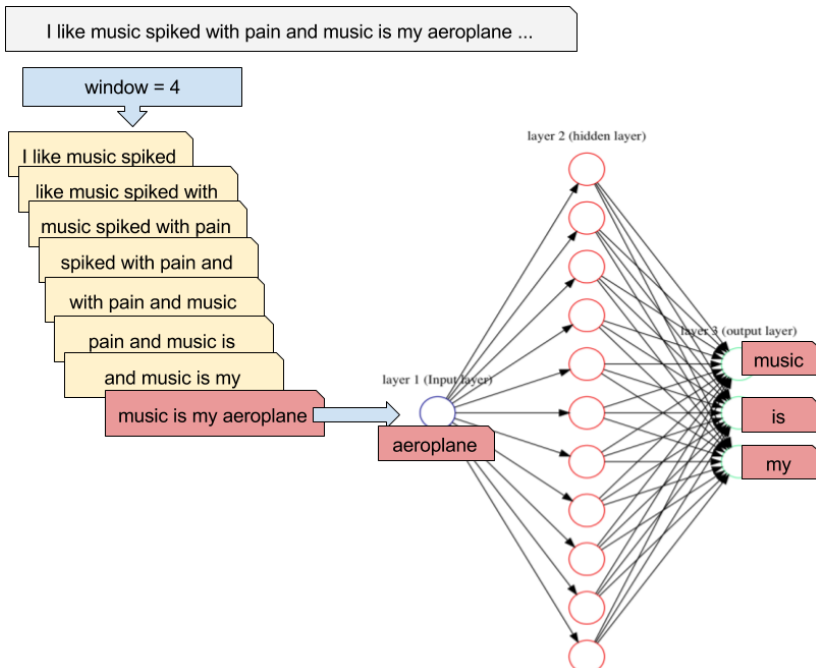 I like music spiked with pain and music is my aeroplane ...
window = 4
I like music spiked
like music spiked with
music spiked with pain
spiked with pain and
with pain and music
pain and music is
and music is my
music is my aeroplane
layer 1 (Input layer)
aeroplane
layer 2 (hidden layer)
layer 3 (output layer)
music
is
my